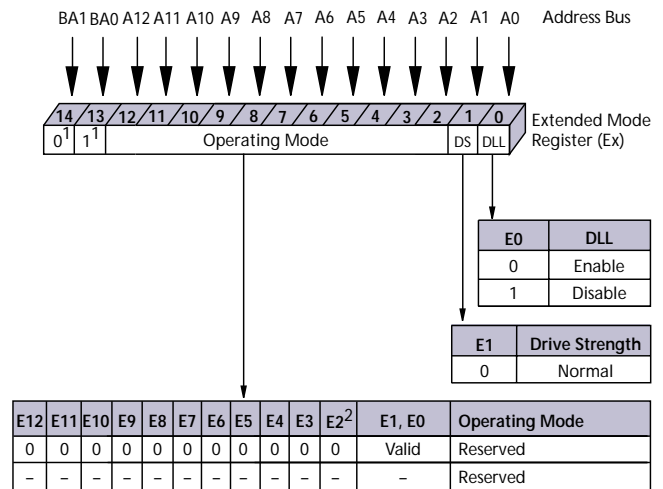 BA1 BA0 A12 A11 A10 A9 A8 A7 A6 A5 A4 A3 A2 A1 A0 Address Bus
14 13 12 11 10 9 8 7 6 5 4 3 2 1 0
Extended Mode
Register (Ex)
0¹ 1¹ Operating Mode DS DLL
E0 DLL
0 Enable
1 Disable
E1 Drive Strength
0 Normal
E12 E11 E10 E9 E8 E7 E6 E5 E4 E3 E2² E1, E0 Operating Mode
0 0 0 0 0 0 0 0 0 0 0 Valid Reserved
– – – – – – – – – – – – Reserved